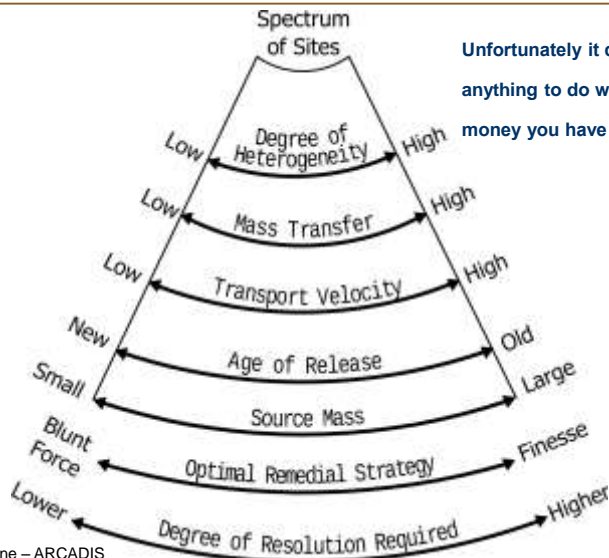 Spectrum
of Sites
Unfortunately it
anything to do
money you have
Low
Degree of
Heterogeneity
High
Low
Mass Transfer
High
Low
Transport Velocity
High
New
Age of Release
Old
Small
Source Mass
Large
Blunt
Force
Optimal Remedial Strategy
Finesse
Lower
Degree of Resolution Required
Higher
– ARCADIS